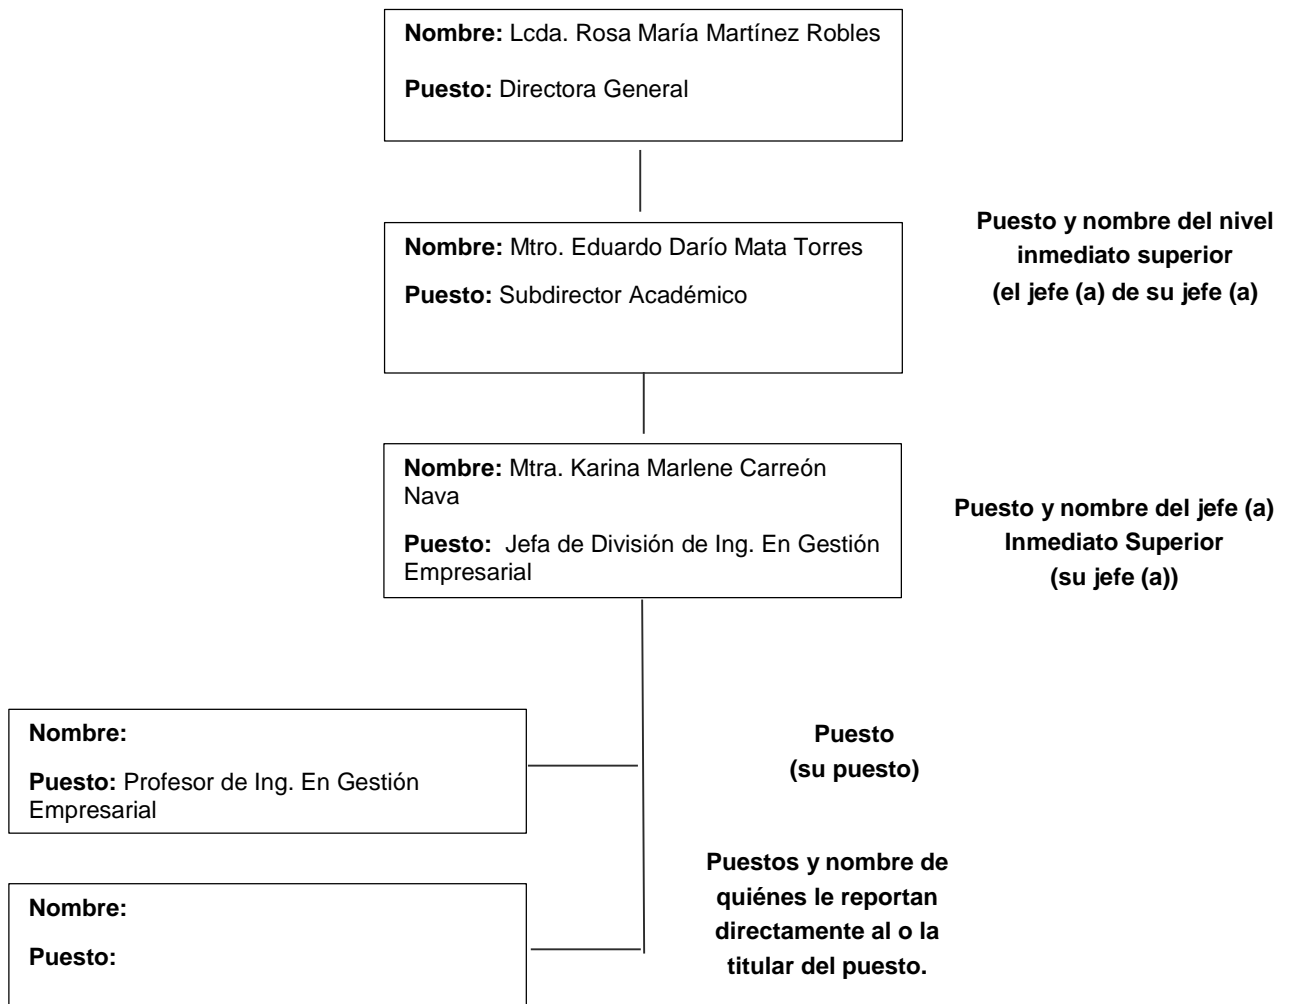 Nombre: Lcda. Rosa María Martínez Robles
Puesto: Directora General
Nombre: Mtro. Eduardo Darío Mata Torres
Puesto: Subdirector Académico
Puesto y nombre del nivel
inmediato superior
(el jefe (a) de su jefe (a)
Nombre: Mtra. Karina Marlene Carreón
Nava
Puesto: Jefa de División de Ing. En Gestión
Empresarial
Puesto y nombre del jefe (a)
Inmediato Superior
(su jefe (a))
Nombre:
Puesto: Profesor de Ing. En Gestión
Empresarial
Puesto
(su puesto)
Nombre:
Puesto:
Puestos y nombre de
quiénes le reportan
directamente al o la
titular del puesto.